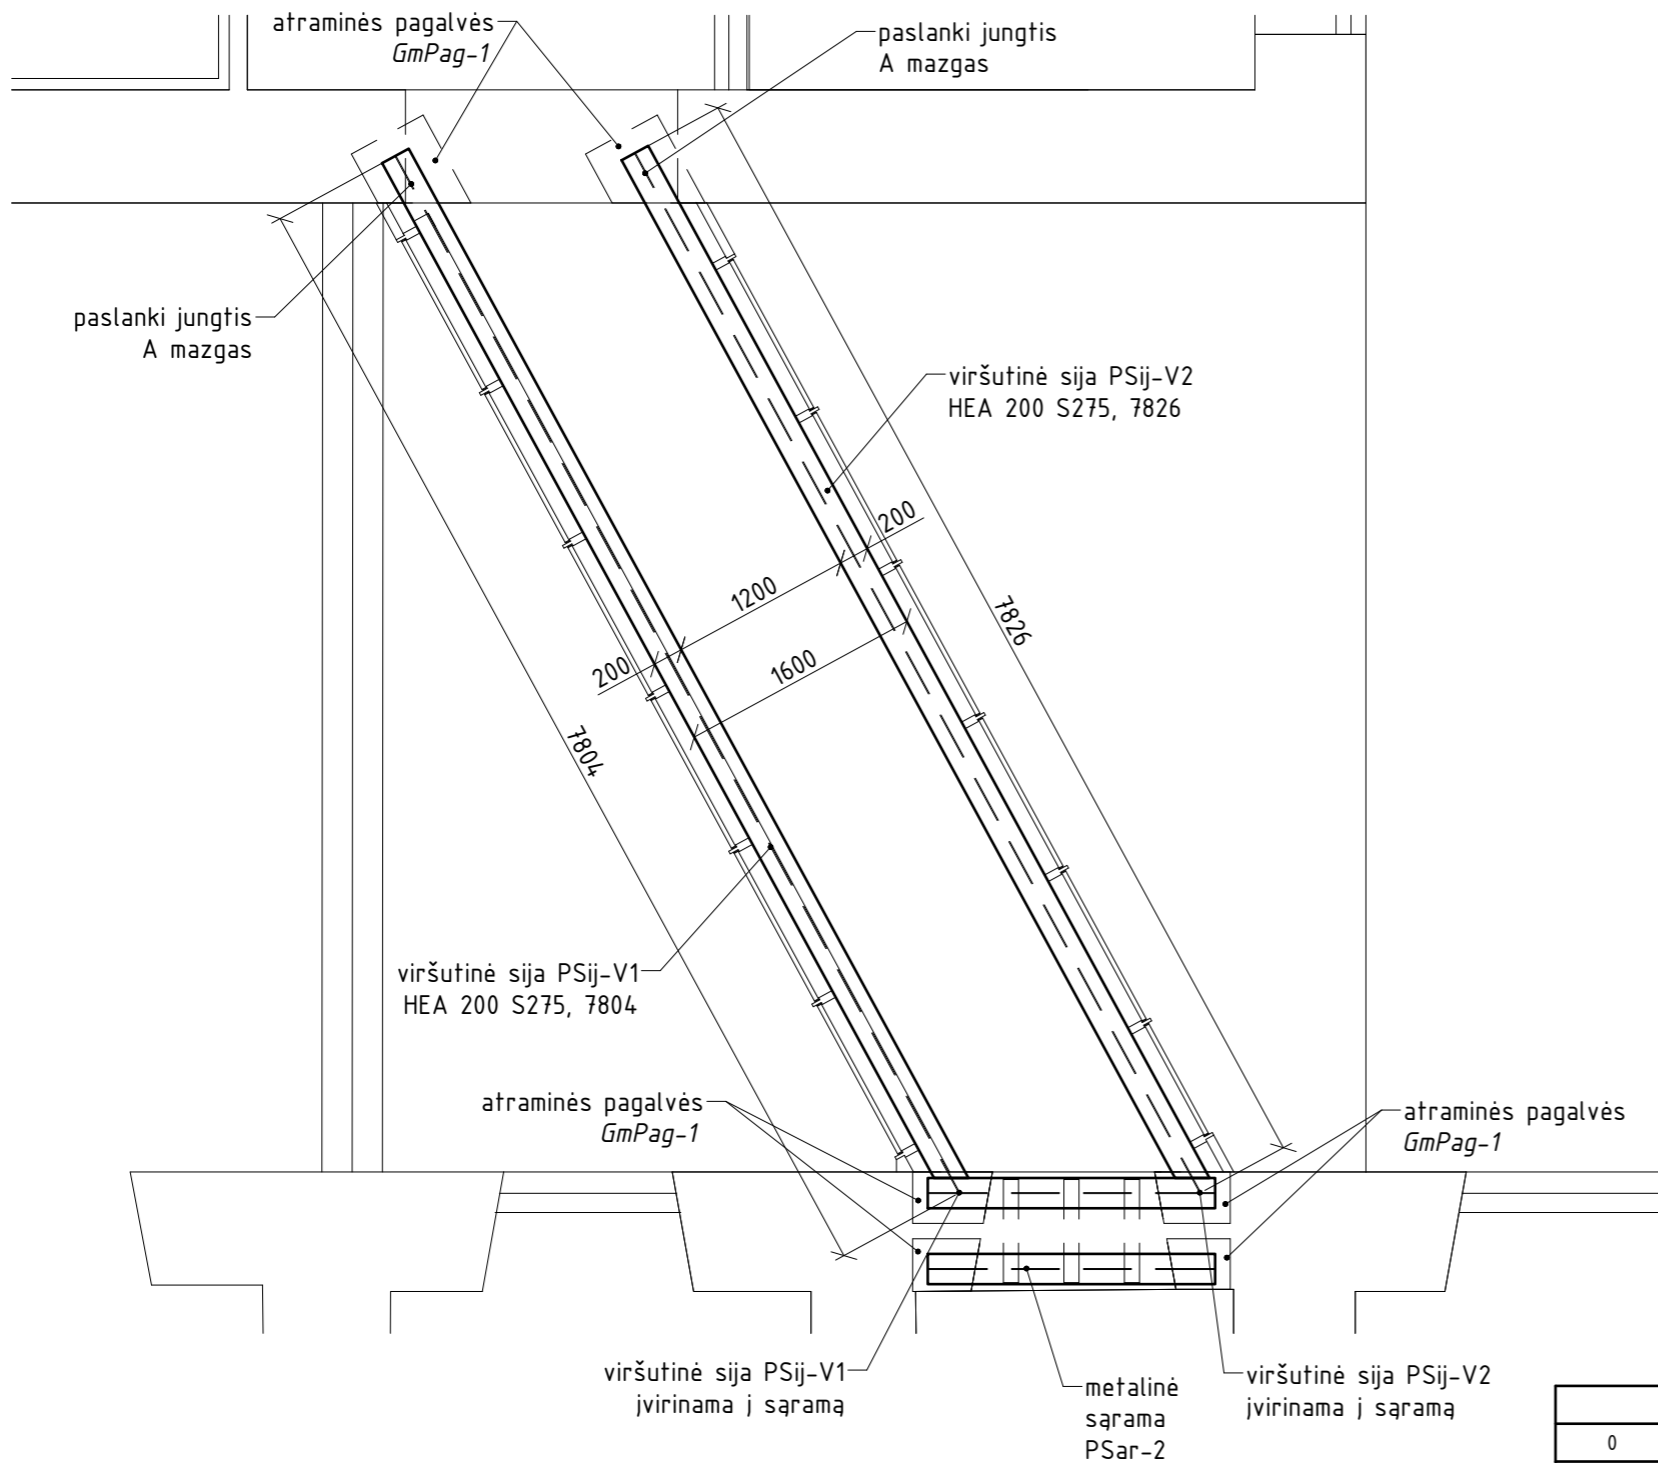 atraminės pagalvės
GmPag-1
paslanki jungtis
A mazgas
paslanki jungtis
A mazgas
viršutinė sija PSij-V2
HEA 200 S275, 7826
200
1200
7826
200
1600
7804
viršutinė sija PSij-V1
HEA 200 S275, 7804
atraminės pagalvės
GmPag-1
atraminės pagalvės
GmPag-1
viršutinė sija PSij-V1
įvirinama į sąramą
metalinė
sąrama
PSar-2
viršutinė sija PSij-V2
įvirinama į sąramą
0